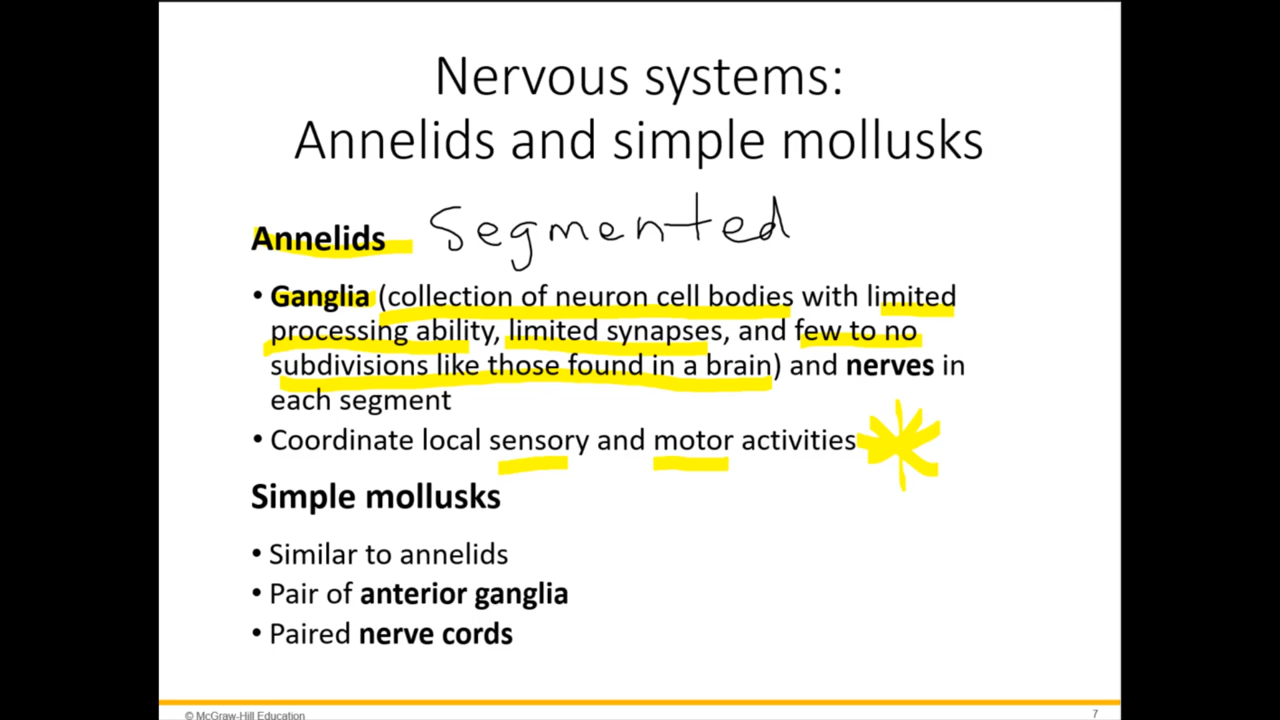 Nervous systems:
Annelids and simple mollusks
Annelids Segmented
• Ganglia (collection of neuron cell bodies with limited
processing ability, limited synapses, and few to no
subdivisions like those found in a brain) and nerves in
each segment
• Coordinate local sensory and motor activities
Simple mollusks
• Similar to annelids
• Pair of anterior ganglia
• Paired nerve cords
© McGraw-Hill Education 7